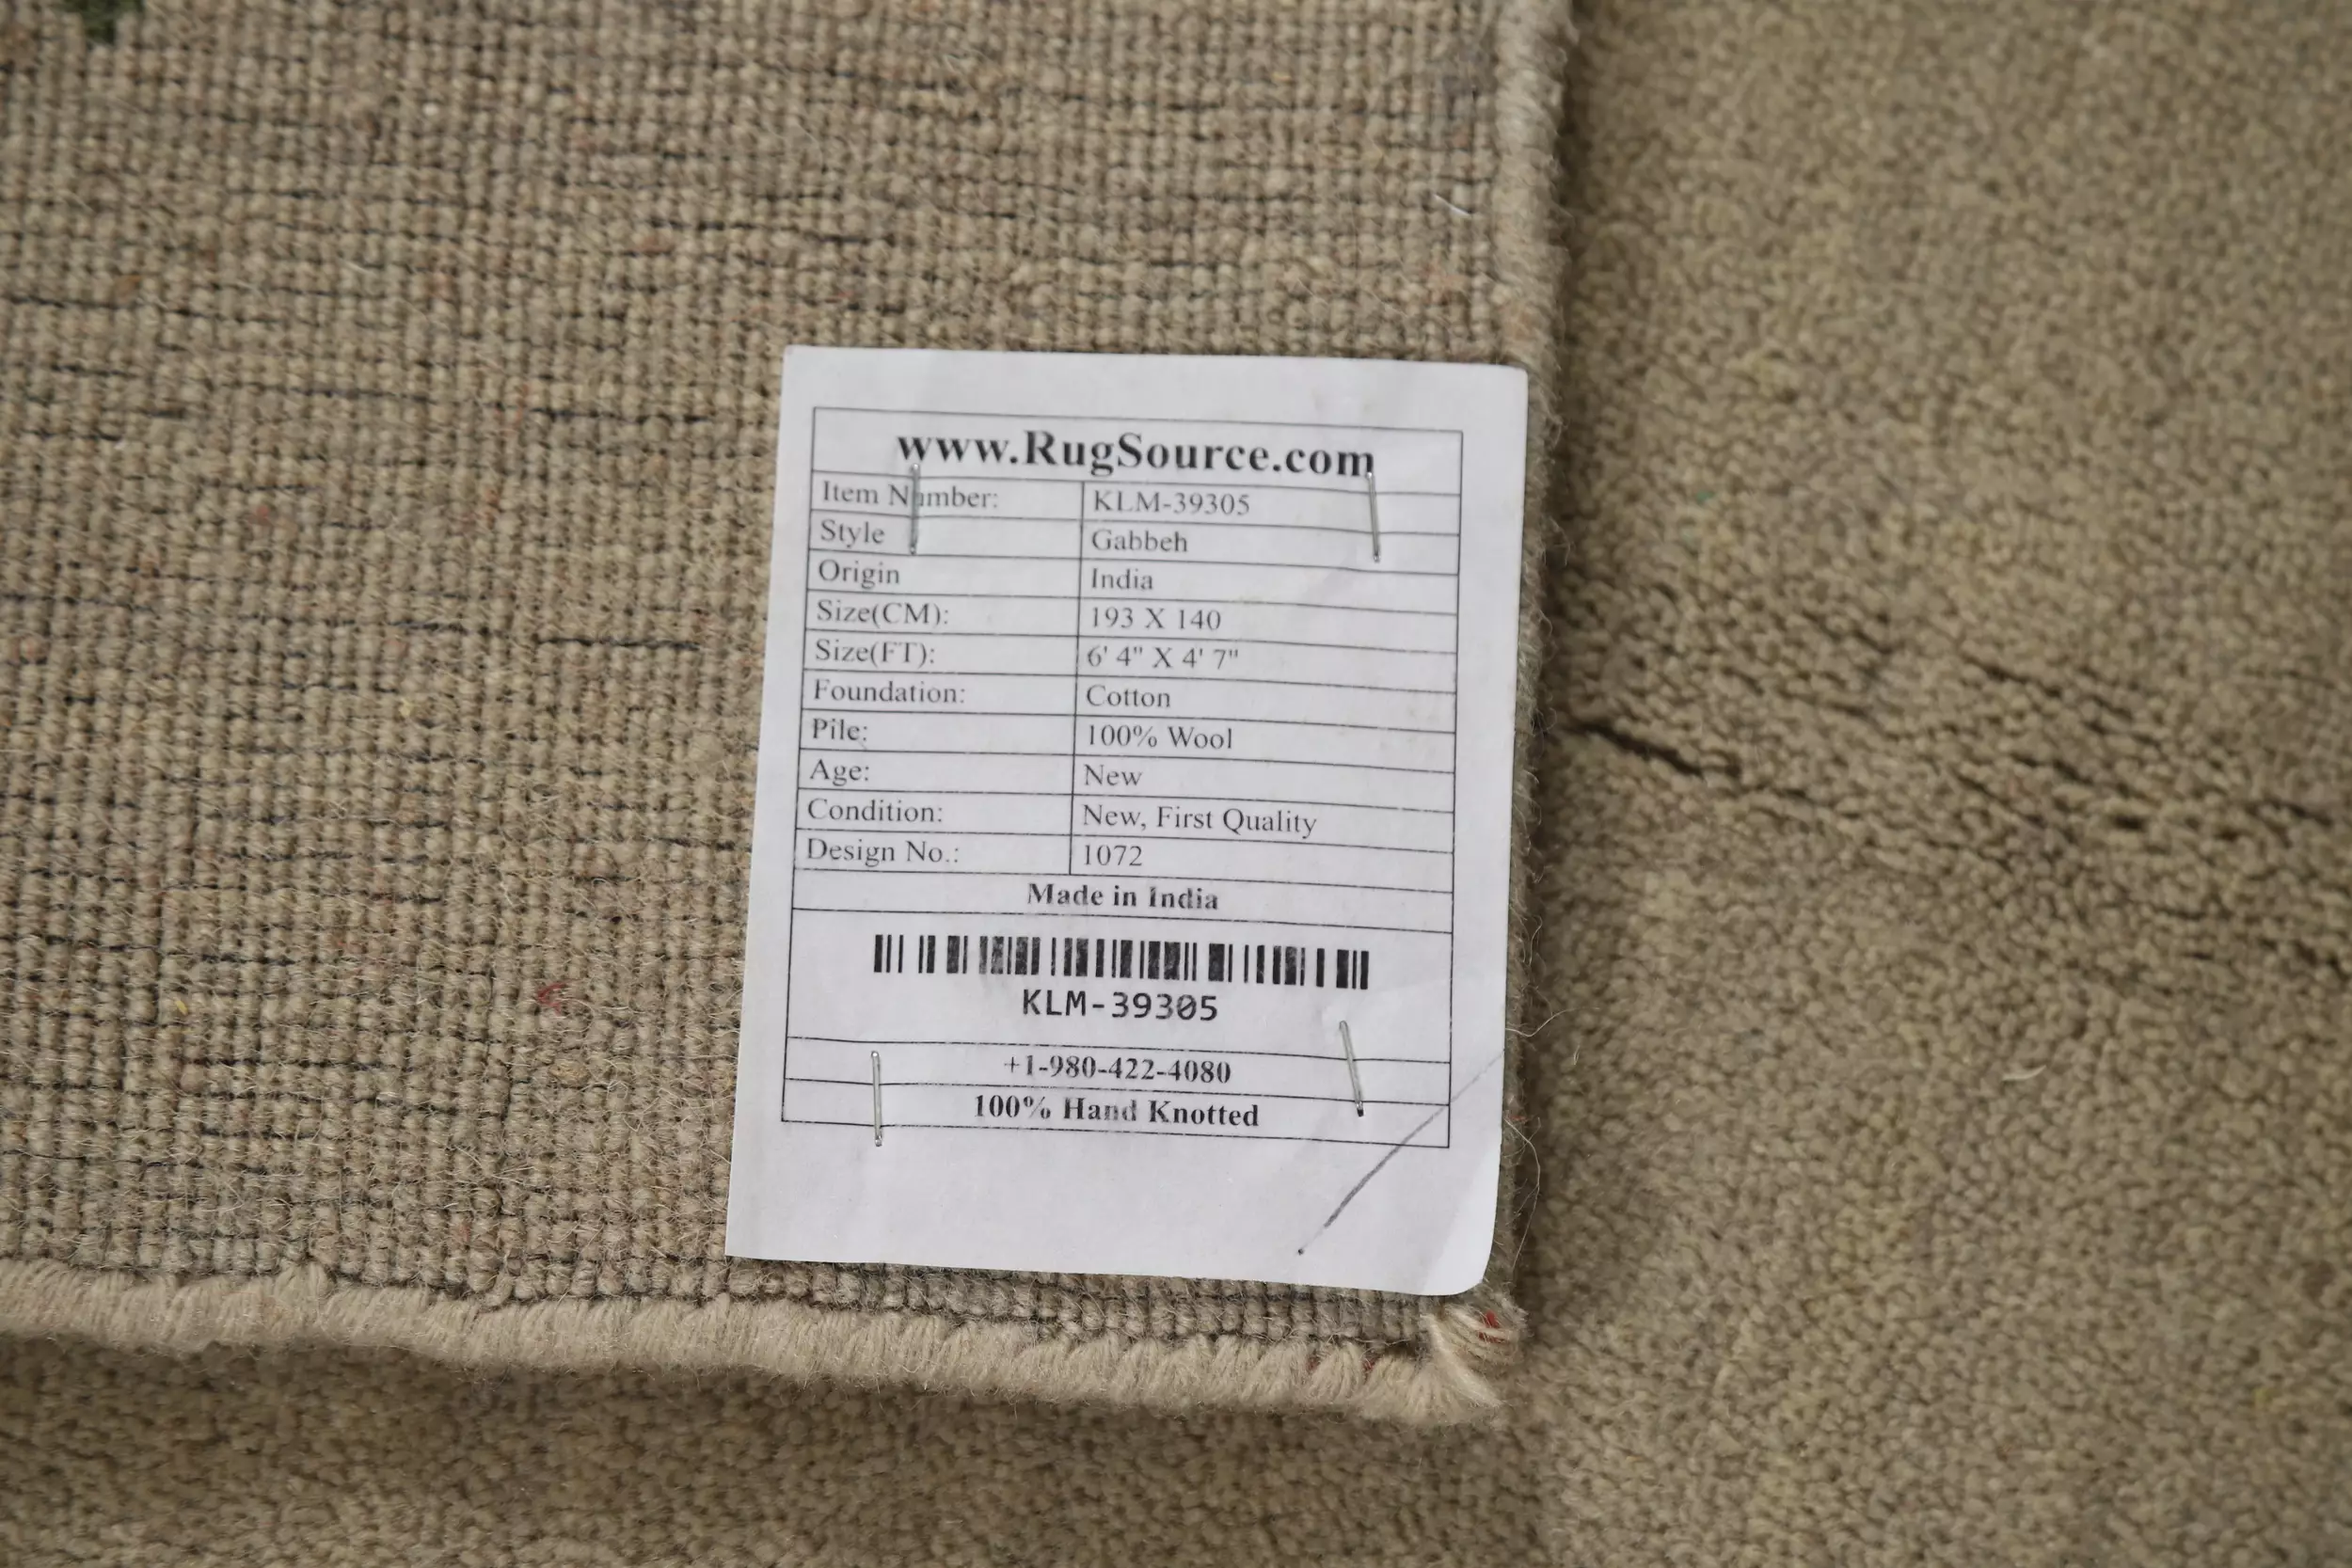 www.RugSource.com
Item Number: KLM-39305
Style Gabbeh
Origin India
Size(CM): 193 X 140
Size(FT): 6' 4" X 4' 7"
Foundation: Cotton
Pile: 100% Wool
Age: New
Condition: New, First Quality
Design No.: 1072
Made in India
KLM-39305
+1-980-422-4080
100% Hand Knotted